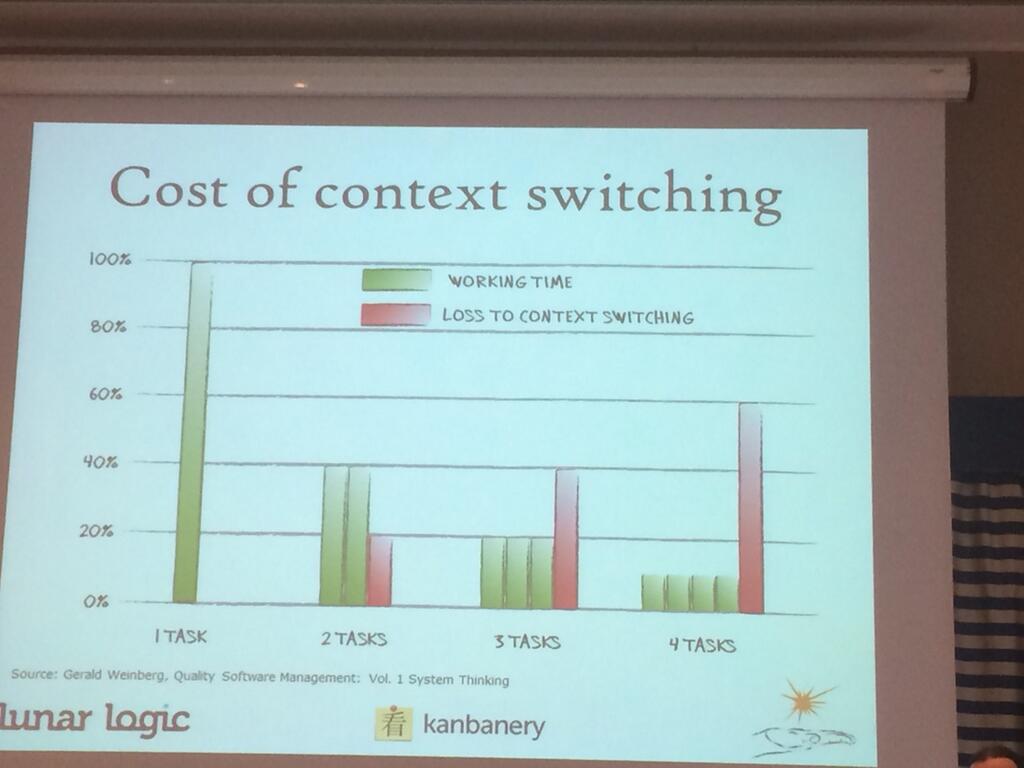 Cost of context switching
100%
WORKING TIME
LOSS TO CONTEXT SWITCHING
80%
60%
40%
20%
0%
1 TASK
2 TASKS
3 TASKS
4 TASKS
Source: Gerald Weinberg, Quality Software Management: Vol. 1 System Thinking
lunar logic
看 kanbanery